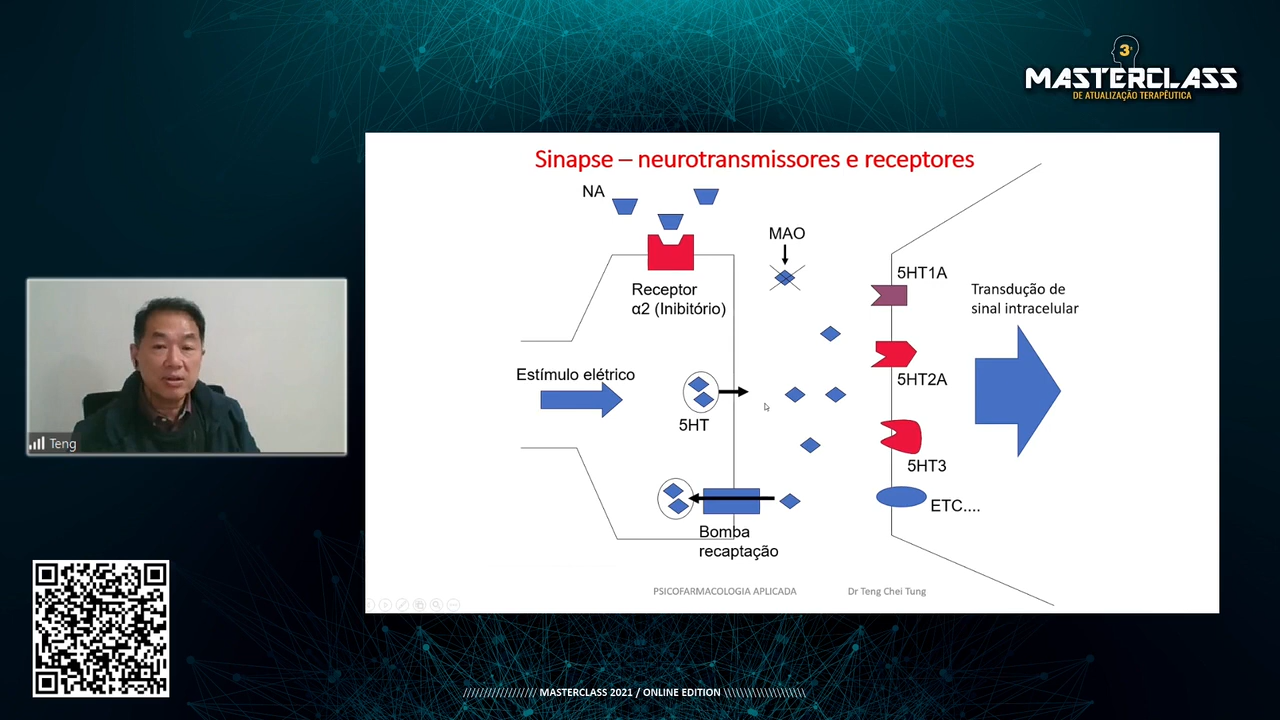 3ª
MASTERCLASS
DE ATUALIZAÇÃO TERAPÊUTICA
Sinapse – neurotransmissores e receptores
NA
MAO
5HT1A
Receptor
α2 (Inibitório)
Transdução de
sinal intracelular
Estímulo elétrico
5HT2A
5HT
5HT3
ETC....
Bomba
recaptação
PSICOFARMACOLOGIA APLICADA
Dr Teng Chei Tung
Teng
////////////////// MASTERCLASS 2021 / ONLINE EDITION \\\\\\\\\\\\\\\\\\\\